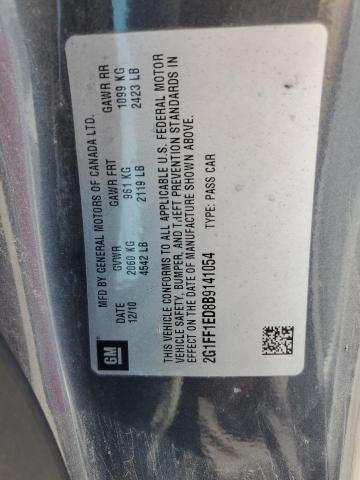 MFD BY GENERAL MOTORS OF CANADA LTD.
DATE GVWR GAWR FRT GAWR RR
12/10 2060 KG 961 KG 1099 KG
4542 LB 2119 LB 2423 LB
THIS VEHICLE CONFORMS TO ALL APPLICABLE U.S. FEDERAL MOTOR
VEHICLE SAFETY, BUMPER, AND THEFT PREVENTION STANDARDS IN
EFFECT ON THE DATE OF MANUFACTURE SHOWN ABOVE.
2G1FF1ED8B9141054 TYPE: PASS CAR
GM